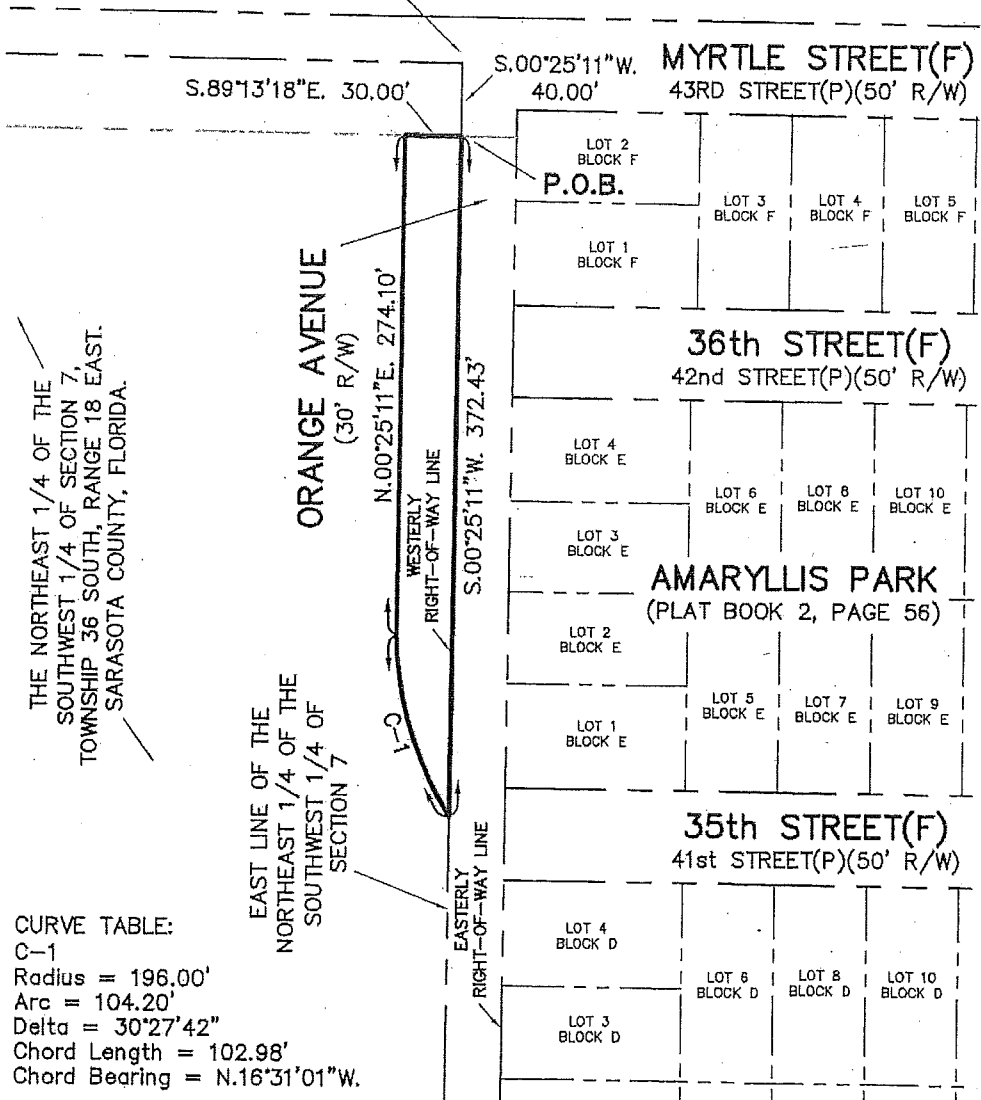 MYRTLE STREET(F)
43RD STREET(P)(50' R/W)
S.00°25'11"W.
40.00'
S.89°13'18"E. 30.00'
P.O.B.
LOT 2
BLOCK F
LOT 1
BLOCK F
LOT 3
BLOCK F
LOT 4
BLOCK F
LOT 5
BLOCK F
ORANGE AVENUE
(30' R/W)
N.00°25'11"E. 274.10'
S.00°25'11"W. 372.43'
WESTERLY
RIGHT-OF-WAY LINE
36th STREET(F)
42nd STREET(P)(50' R/W)
THE NORTHEAST 1/4 OF THE
SOUTHWEST 1/4 OF SECTION 7,
TOWNSHIP 36 SOUTH, RANGE 18 EAST.
SARASOTA COUNTY, FLORIDA.
LOT 4
BLOCK E
LOT 3
BLOCK E
LOT 6
BLOCK E
LOT 8
BLOCK E
LOT 10
BLOCK E
AMARYLLIS PARK
(PLAT BOOK 2, PAGE 56)
LOT 2
BLOCK E
LOT 1
BLOCK E
LOT 5
BLOCK E
LOT 7
BLOCK E
LOT 9
BLOCK E
C-1
EAST LINE OF THE
NORTHEAST 1/4 OF THE
SOUTHWEST 1/4 OF
SECTION 7
35th STREET(F)
41st STREET(P)(50' R/W)
EASTERLY
RIGHT-OF-WAY LINE
LOT 4
BLOCK D
LOT 3
BLOCK D
LOT 6
BLOCK D
LOT 8
BLOCK D
LOT 10
BLOCK D
CURVE TABLE:
C-1
Radius = 196.00'
Arc = 104.20'
Delta = 30°27'42"
Chord Length = 102.98'
Chord Bearing = N.16°31'01"W.